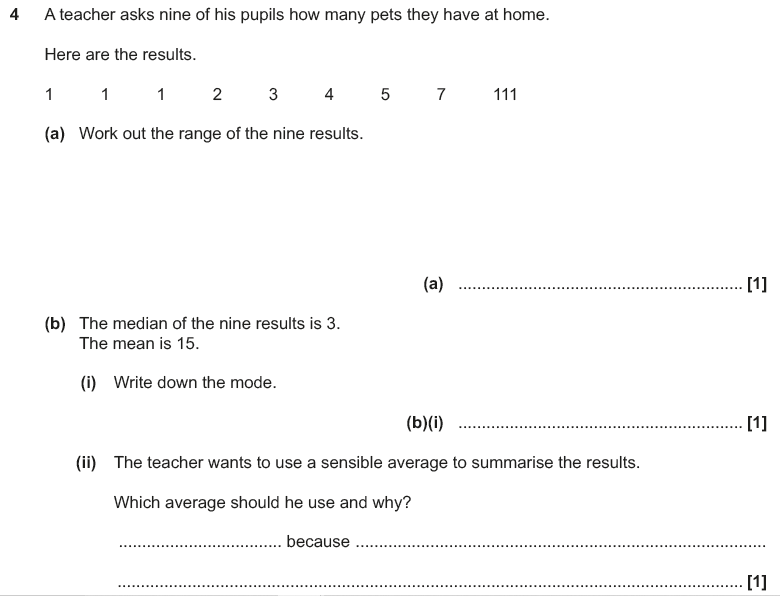 4 A teacher asks nine of his pupils how many pets they have at home.
Here are the results.
1 1 1 2 3 4 5 7 111
(a) Work out the range of the nine results.
(a) .............................................................. [1]
(b) The median of the nine results is 3.
The mean is 15.
(i) Write down the mode.
(b)(i) .............................................................. [1]
(ii) The teacher wants to use a sensible average to summarise the results.
Which average should he use and why?
................................... because ..........................................................................................
........................................................................................................................................ [1]